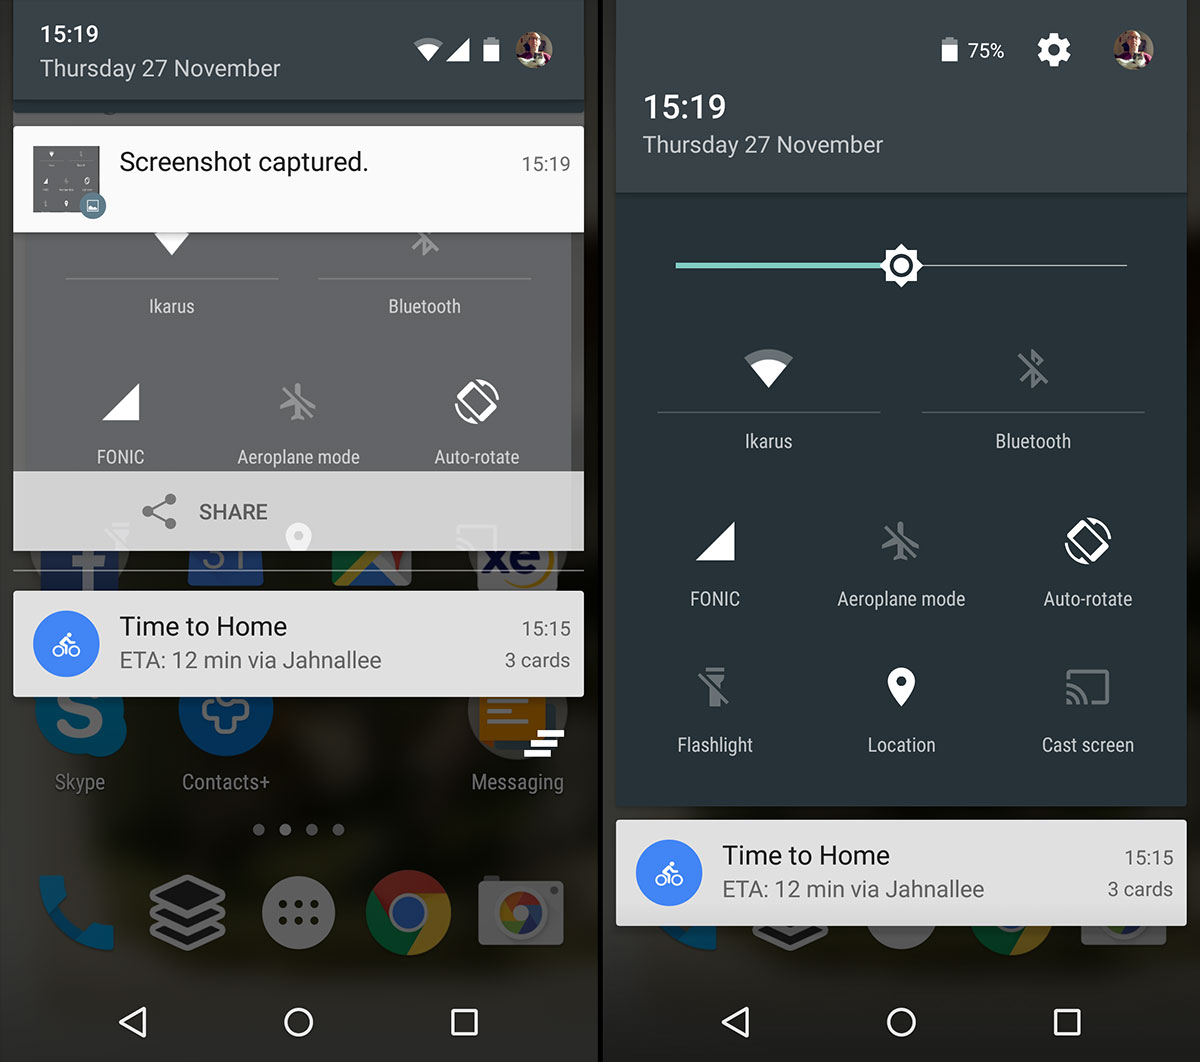 15:19
Thursday 27 November
Screenshot captured.
15:19
Ikarus
Bluetooth
FONIC
Aeroplane mode
Auto-rotate
SHARE
31
xe
Time to Home
15:15
ETA: 12 min via Jahnallee
3 cards
Skype
Contacts+
Messaging
75%
15:19
Thursday 27 November
Ikarus
Bluetooth
FONIC
Aeroplane mode
Auto-rotate
Flashlight
Location
Cast screen
Time to Home
15:15
ETA: 12 min via Jahnallee
3 cards